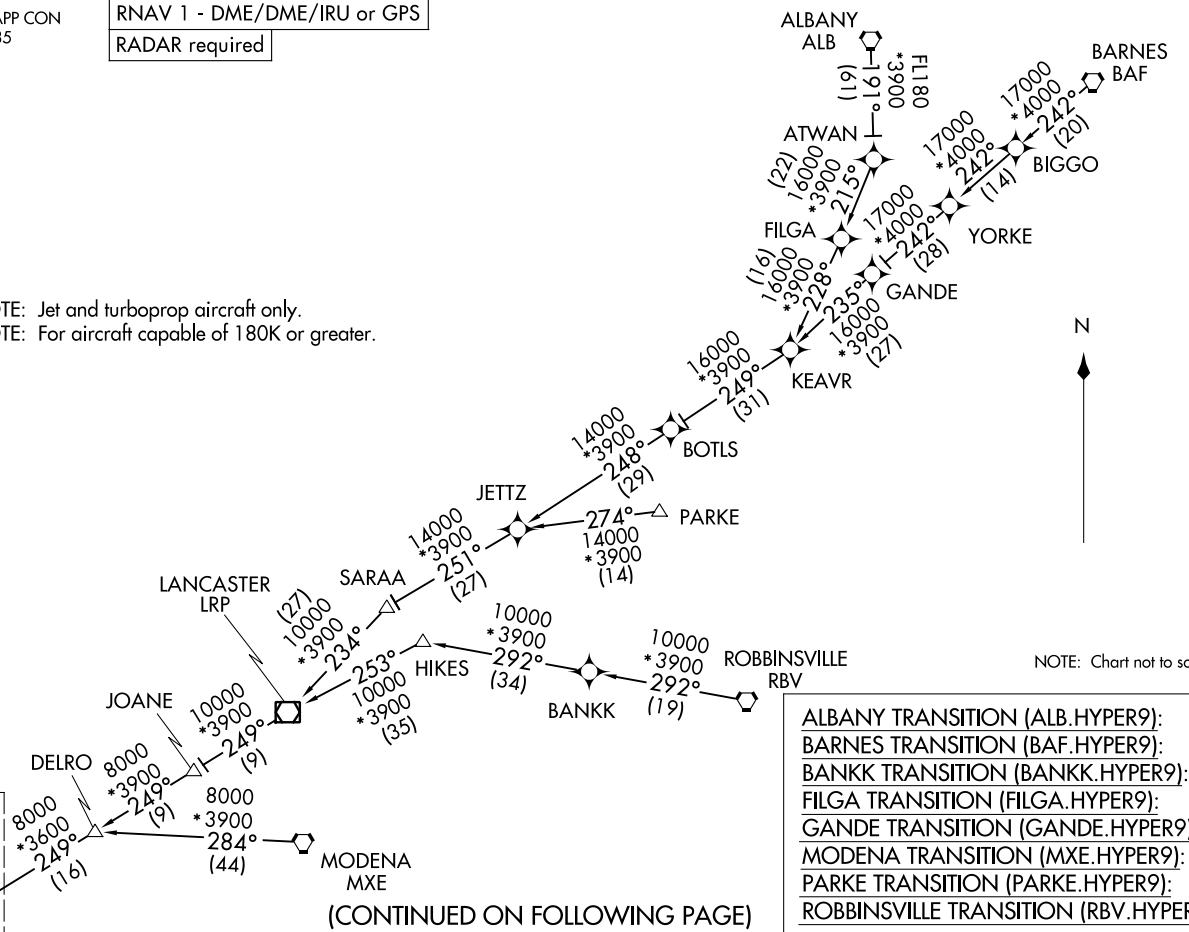 APP CON
RNAV 1 - DME/DME/IRU or GPS
RADAR required
ALBANY
ALB
BARNES
BAF
FL180
*3900
191°
(61)
17000
*4000
242°
(20)
ATWAN
BIGGO
17000
*4000
242°
(14)
(22)
16000
*3900
215°
FILGA
YORKE
17000
*4000
242°
(28)
GANDE
(16)
16000
*3900
228°
235°
16000
*3900
(27)
NOTE: Jet and turboprop aircraft only.
NOTE: For aircraft capable of 180K or greater.
N
KEAVR
16000
*3900
249°
(31)
BOTLS
14000
*3900
248°
(29)
JETTZ
PARKE
274°
14000
*3900
(14)
14000
*3900
251°
(27)
SARAA
LANCASTER
LRP
(27)
10000
*3900
234°
HIKES
253°
10000
*3900
(35)
10000
*3900
292°
(34)
BANKK
10000
*3900
292°
(19)
ROBBINSVILLE
RBV
NOTE: Chart not to
JOANE
10000
*3900
249°
(9)
DELRO
8000
*3900
249°
(9)
8000
*3600
249°
(16)
8000
*3900
284°
(44)
MODENA
MXE
ALBANY TRANSITION (ALB.HYPER9):
BARNES TRANSITION (BAF.HYPER9):
BANKK TRANSITION (BANKK.HYPER9):
FILGA TRANSITION (FILGA.HYPER9):
GANDE TRANSITION (GANDE.HYPER9
MODENA TRANSITION (MXE.HYPER9):
PARKE TRANSITION (PARKE.HYPER9):
ROBBINSVILLE TRANSITION (RBV.HYPER
(CONTINUED ON FOLLOWING PAGE)